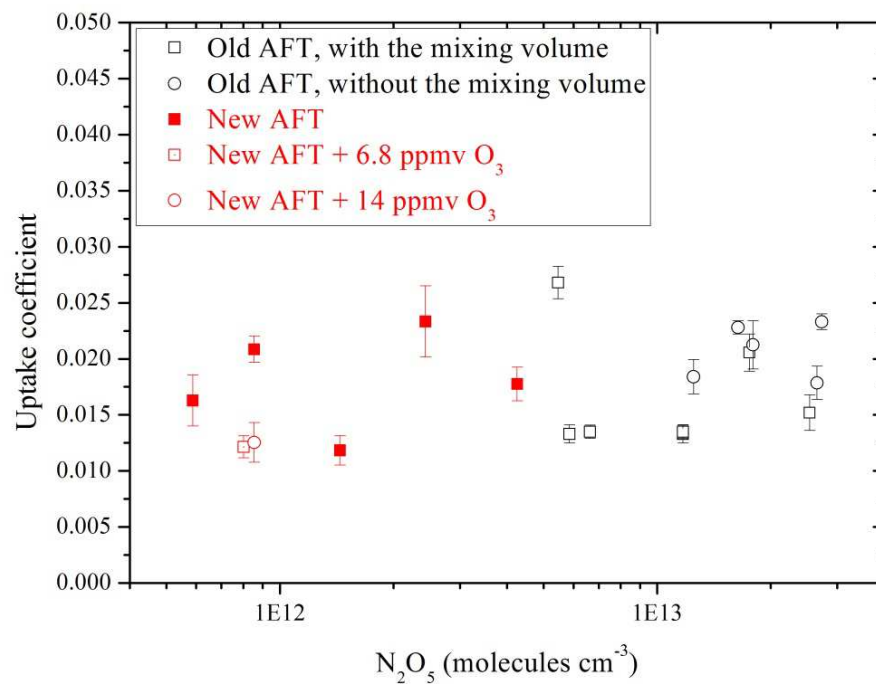 0.050
0.045
0.040
0.035
0.030
0.025
0.020
0.015
0.010
0.005
0.000
Uptake coefficient
Old AFT, with the mixing volume
Old AFT, without the mixing volume
New AFT
New AFT + 6.8 ppmv O₃
New AFT + 14 ppmv O₃
1E12 1E13
N₂O₅ (molecules cm⁻³)